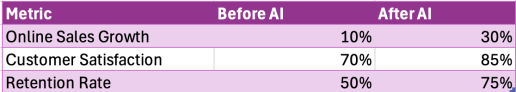 Metric Before AI After AI
Online Sales Growth 10% 30%
Customer Satisfaction 70% 85%
Retention Rate 50% 75%